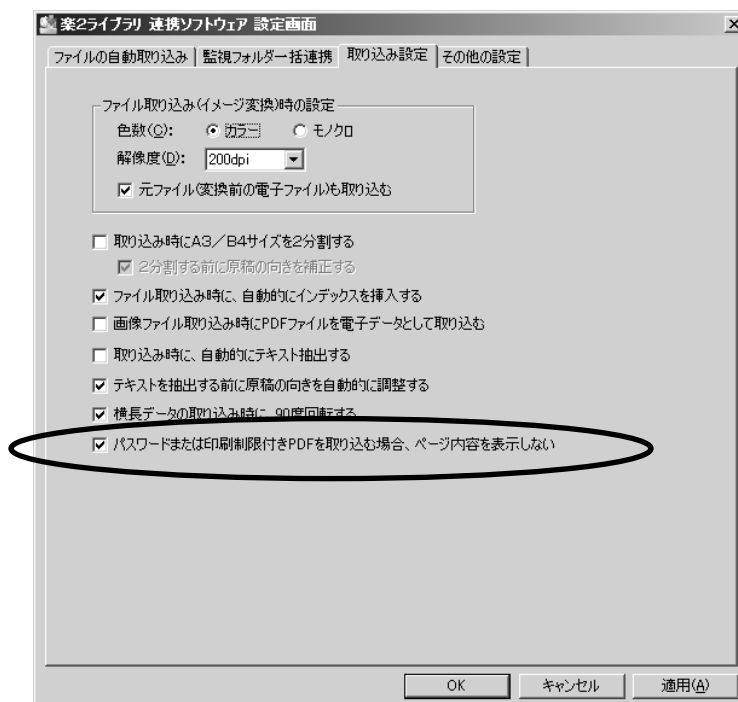 楽2ライブラリ 連携ソフトウェア 設定画面
ファイルの自動取り込み 監視フォルダー括連携 取り込み設定 その他の設定
ファイル取り込み(イメージ変換)時の設定
色数(C): カラー モノクロ
解像度(D): 200dpi
元ファイル(変換前の電子ファイル)も取り込む
取り込み時にA3/B4サイズを2分割する
2分割する前に原稿の向きを補正する
ファイル取り込み時に、自動的にインデックスを挿入する
画像ファイル取り込み時にPDFファイルを電子データとして取り込む
取り込み時に、自動的にテキスト抽出する
テキストを抽出する前に原稿の向きを自動的に調整する
横長データの取り込み時に、90度回転する
パスワードまたは印刷制限付きPDFを取り込む場合、ページ内容を表示しない
OK キャンセル 適用(A)